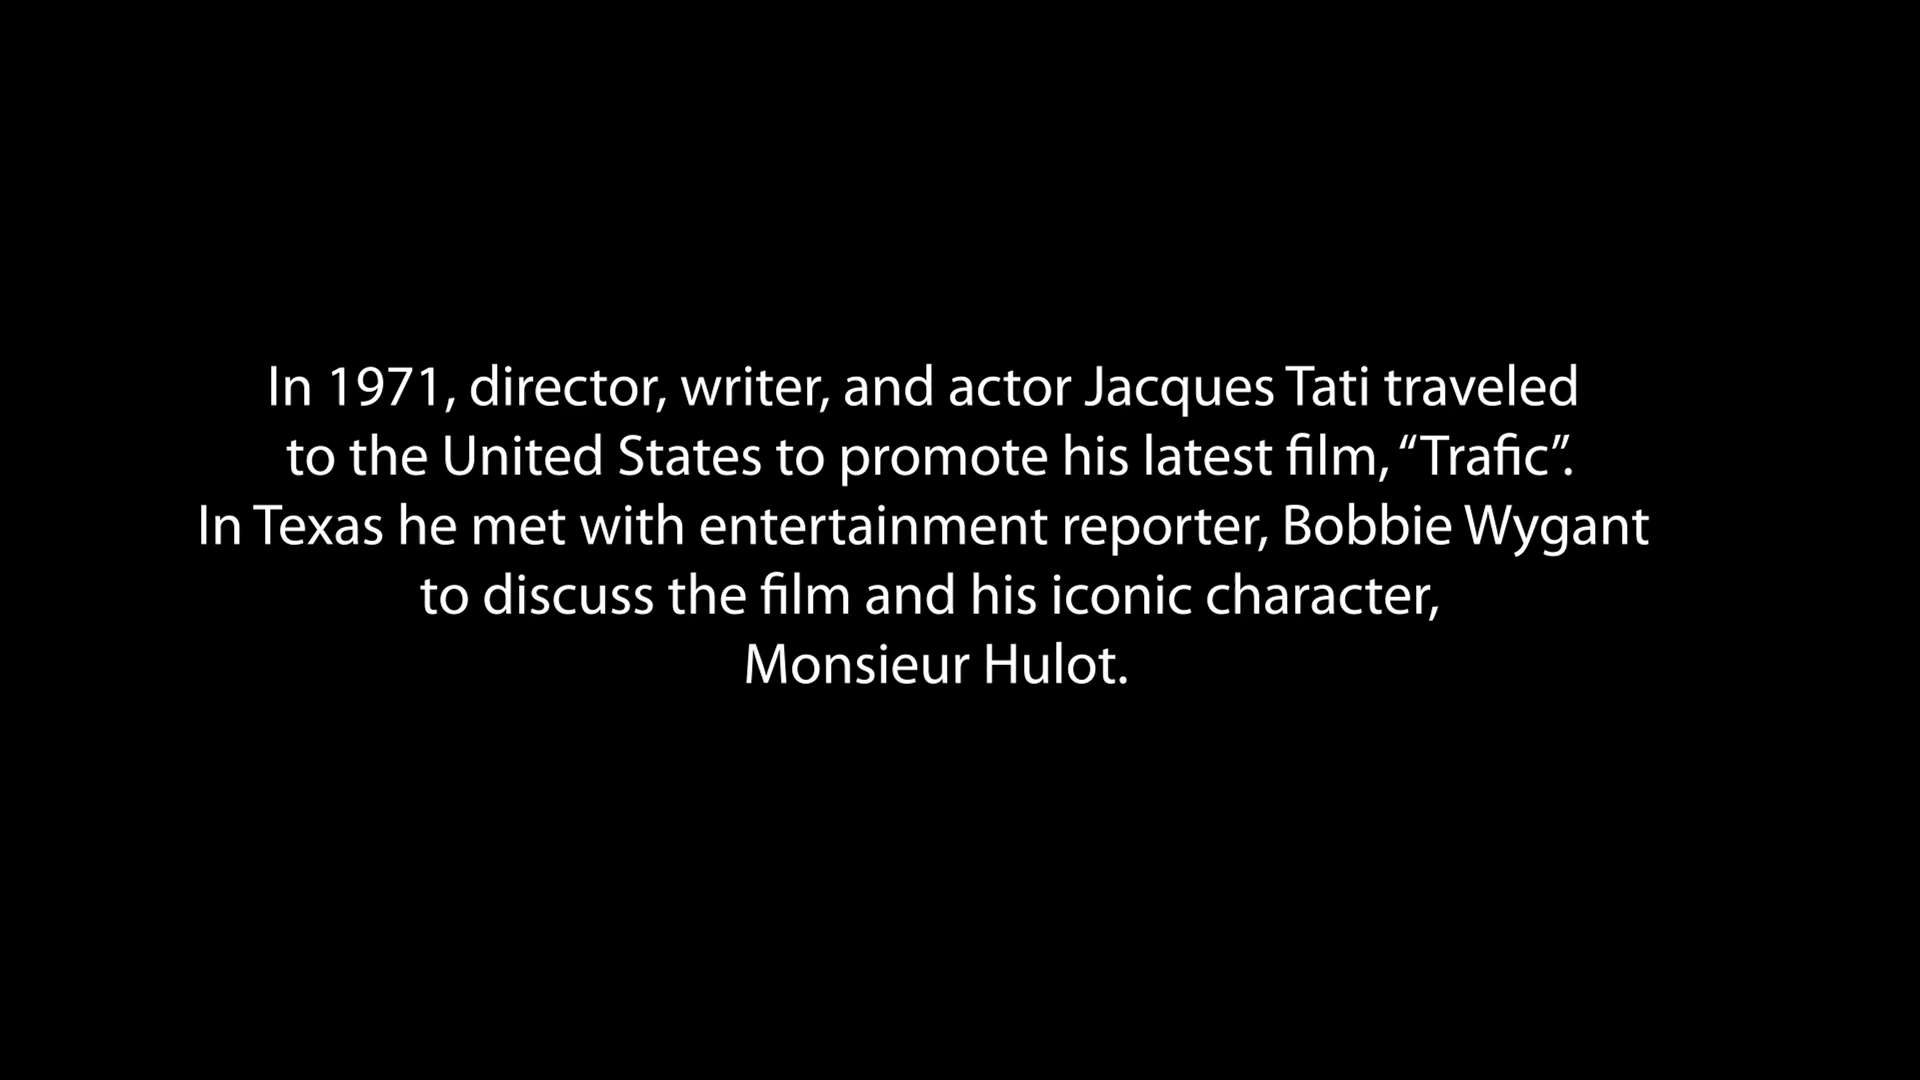 In 1971, director, writer, and actor Jacques Tati traveled
to the United States to promote his latest film, “Trafic”.
In Texas he met with entertainment reporter, Bobbie Wygant
to discuss the film and his iconic character,
Monsieur Hulot.